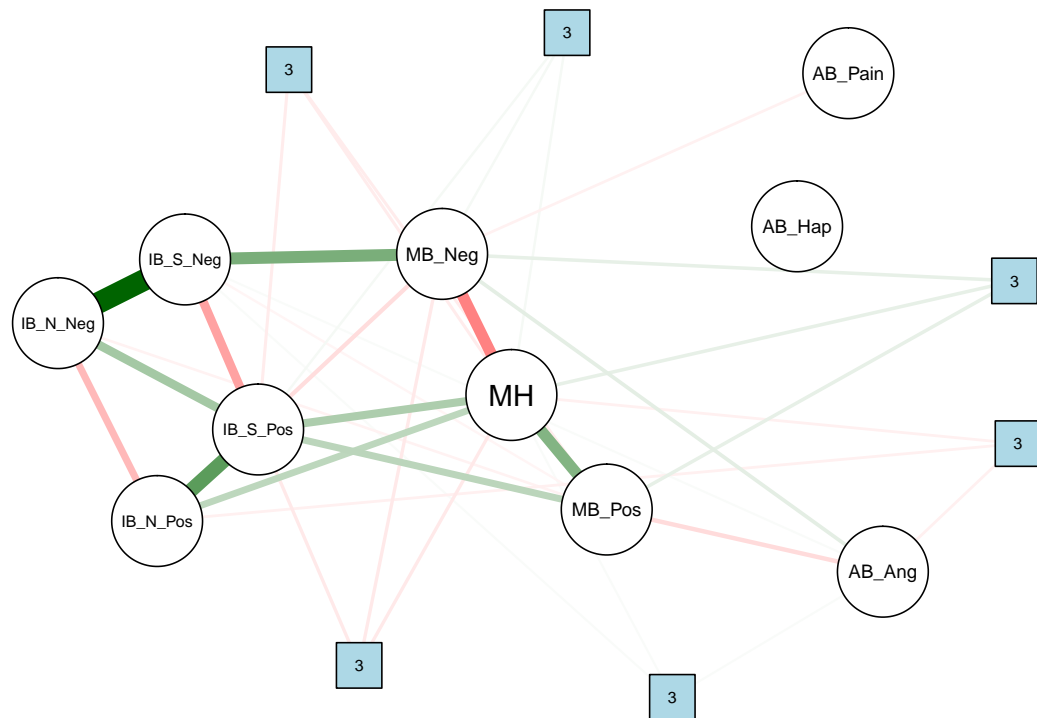 3
3
AB_Pain
AB_Hap
MB_Neg
IB_S_Neg
3
IB_N_Neg
MH
IB_S_Pos
3
MB_Pos
IB_N_Pos
AB_Ang
3
3